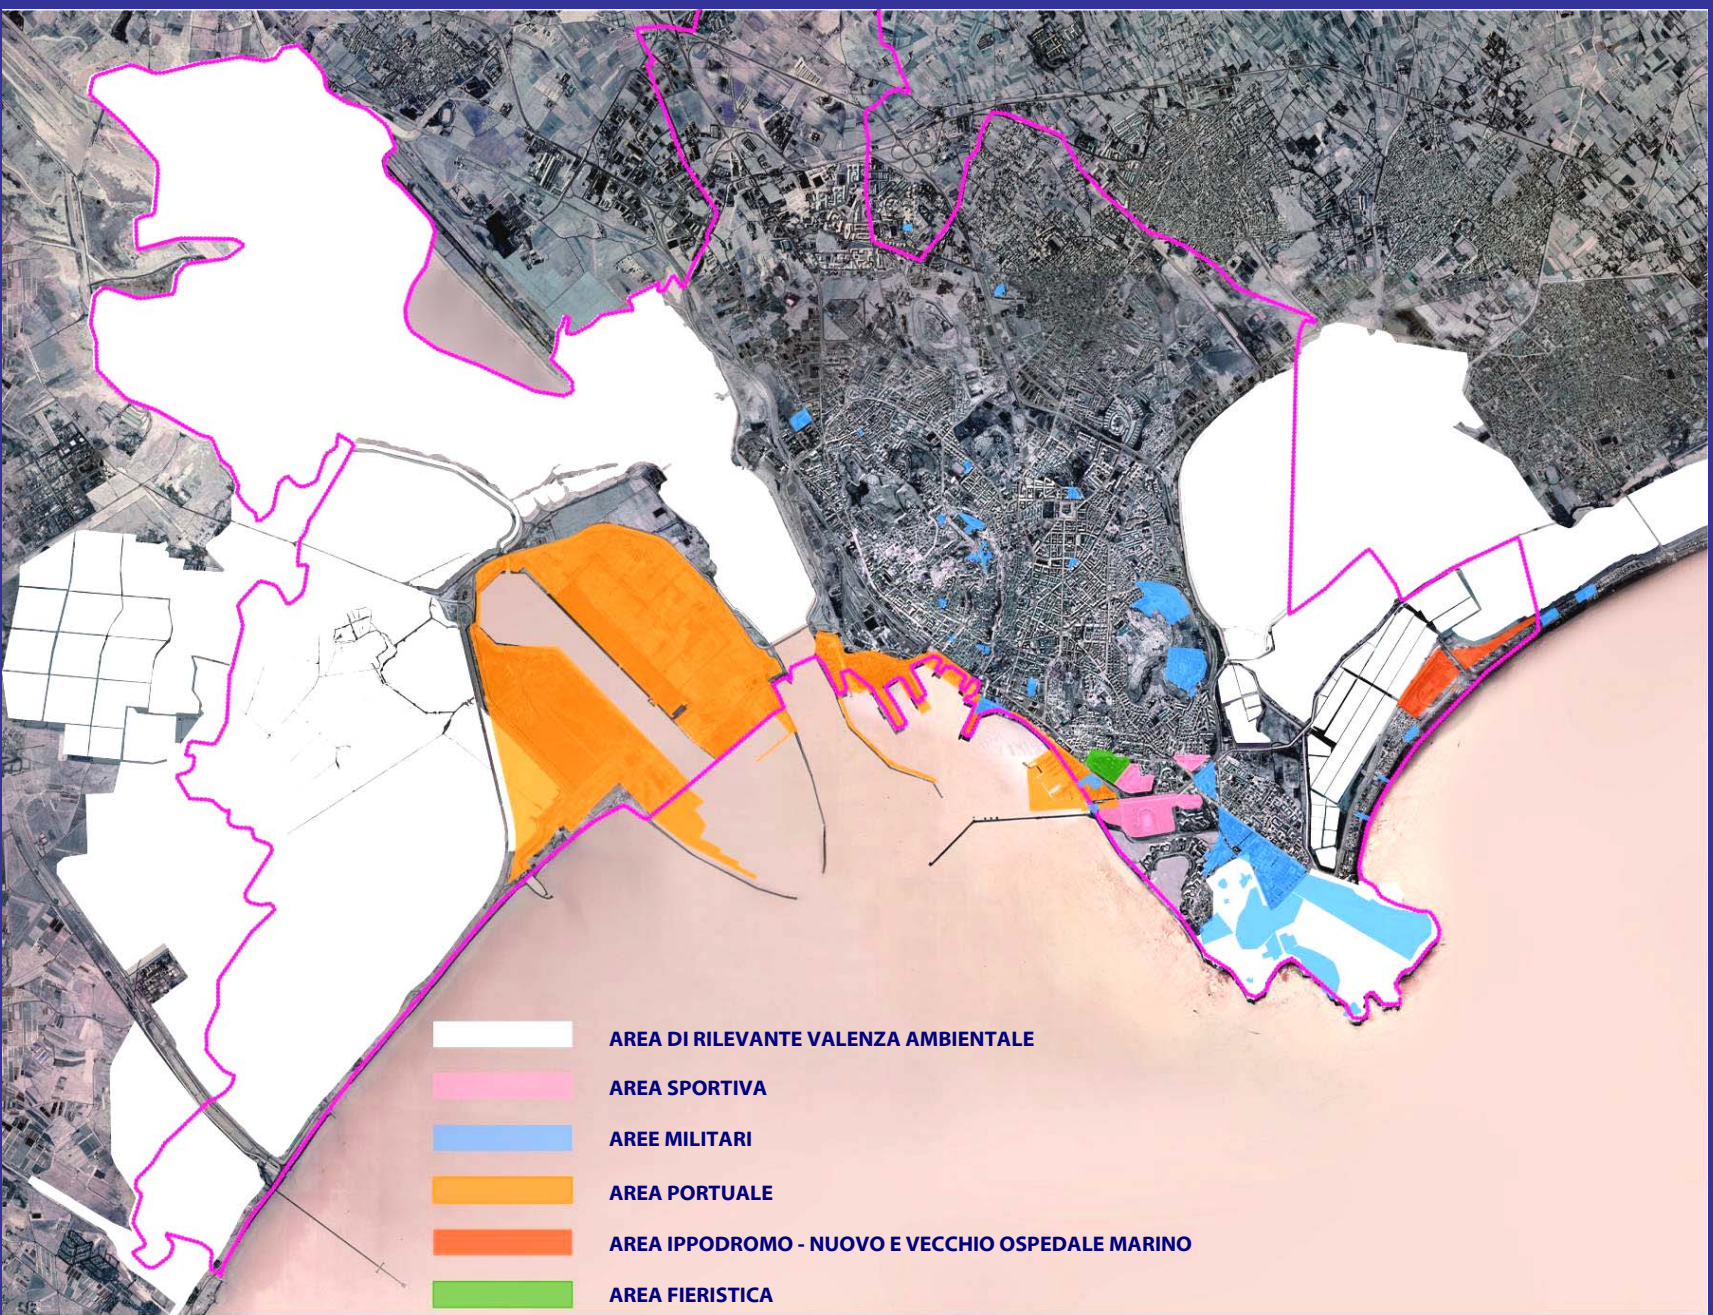 AREA DI RILEVANTE VALENZA AMBIENTALE
AREA SPORTIVA
AREE MILITARI
AREA PORTUALE
AREA IPPODROMO - NUOVO E VECCHIO OSPEDALE MARINO
AREA FIERISTICA